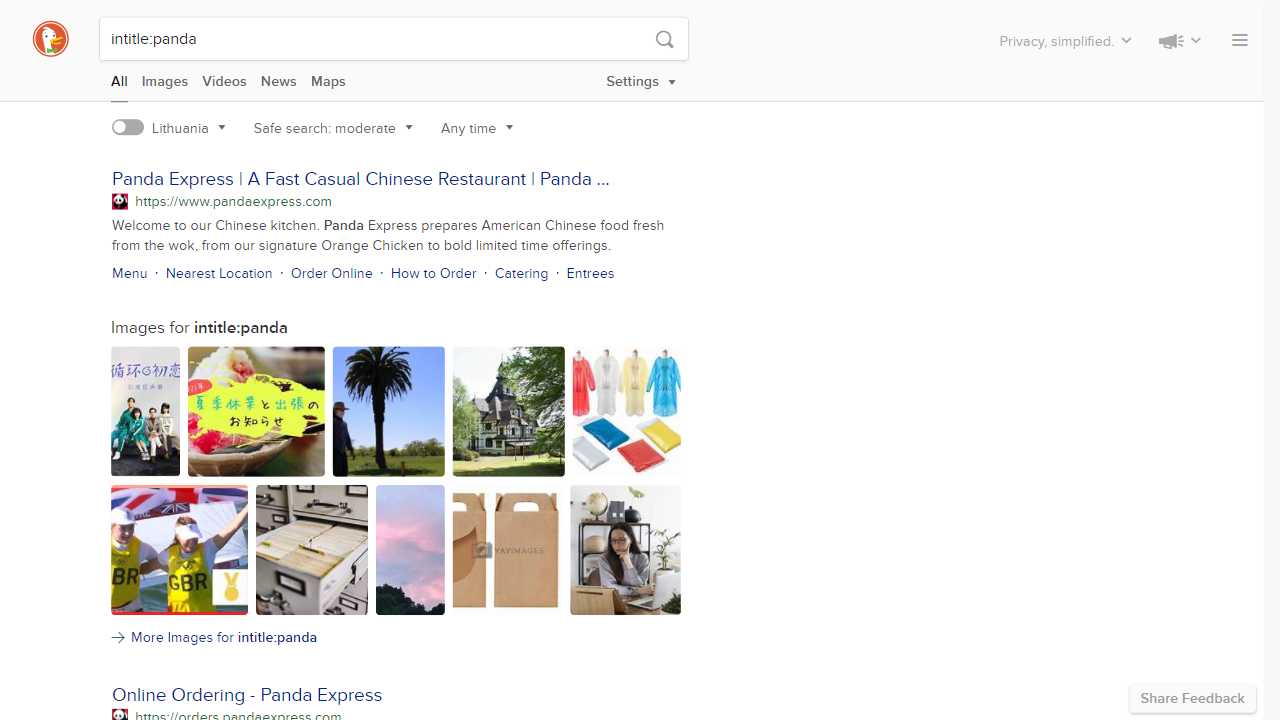 intitle:panda
Privacy, simplified.
All Images Videos News Maps Settings
Lithuania Safe search: moderate Any time
Panda Express | A Fast Casual Chinese Restaurant | Panda ...
https://www.pandaexpress.com
Welcome to our Chinese kitchen. Panda Express prepares American Chinese food fresh
from the wok, from our signature Orange Chicken to bold limited time offerings.
Menu · Nearest Location · Order Online · How to Order · Catering · Entrees
Images for intitle:panda
循环初恋
夏季休業と出張の
お知らせ
GBR GBR
YAYIMAGES
More Images for intitle:panda
Online Ordering - Panda Express
https://orders.pandaexpress.com
Share Feedback